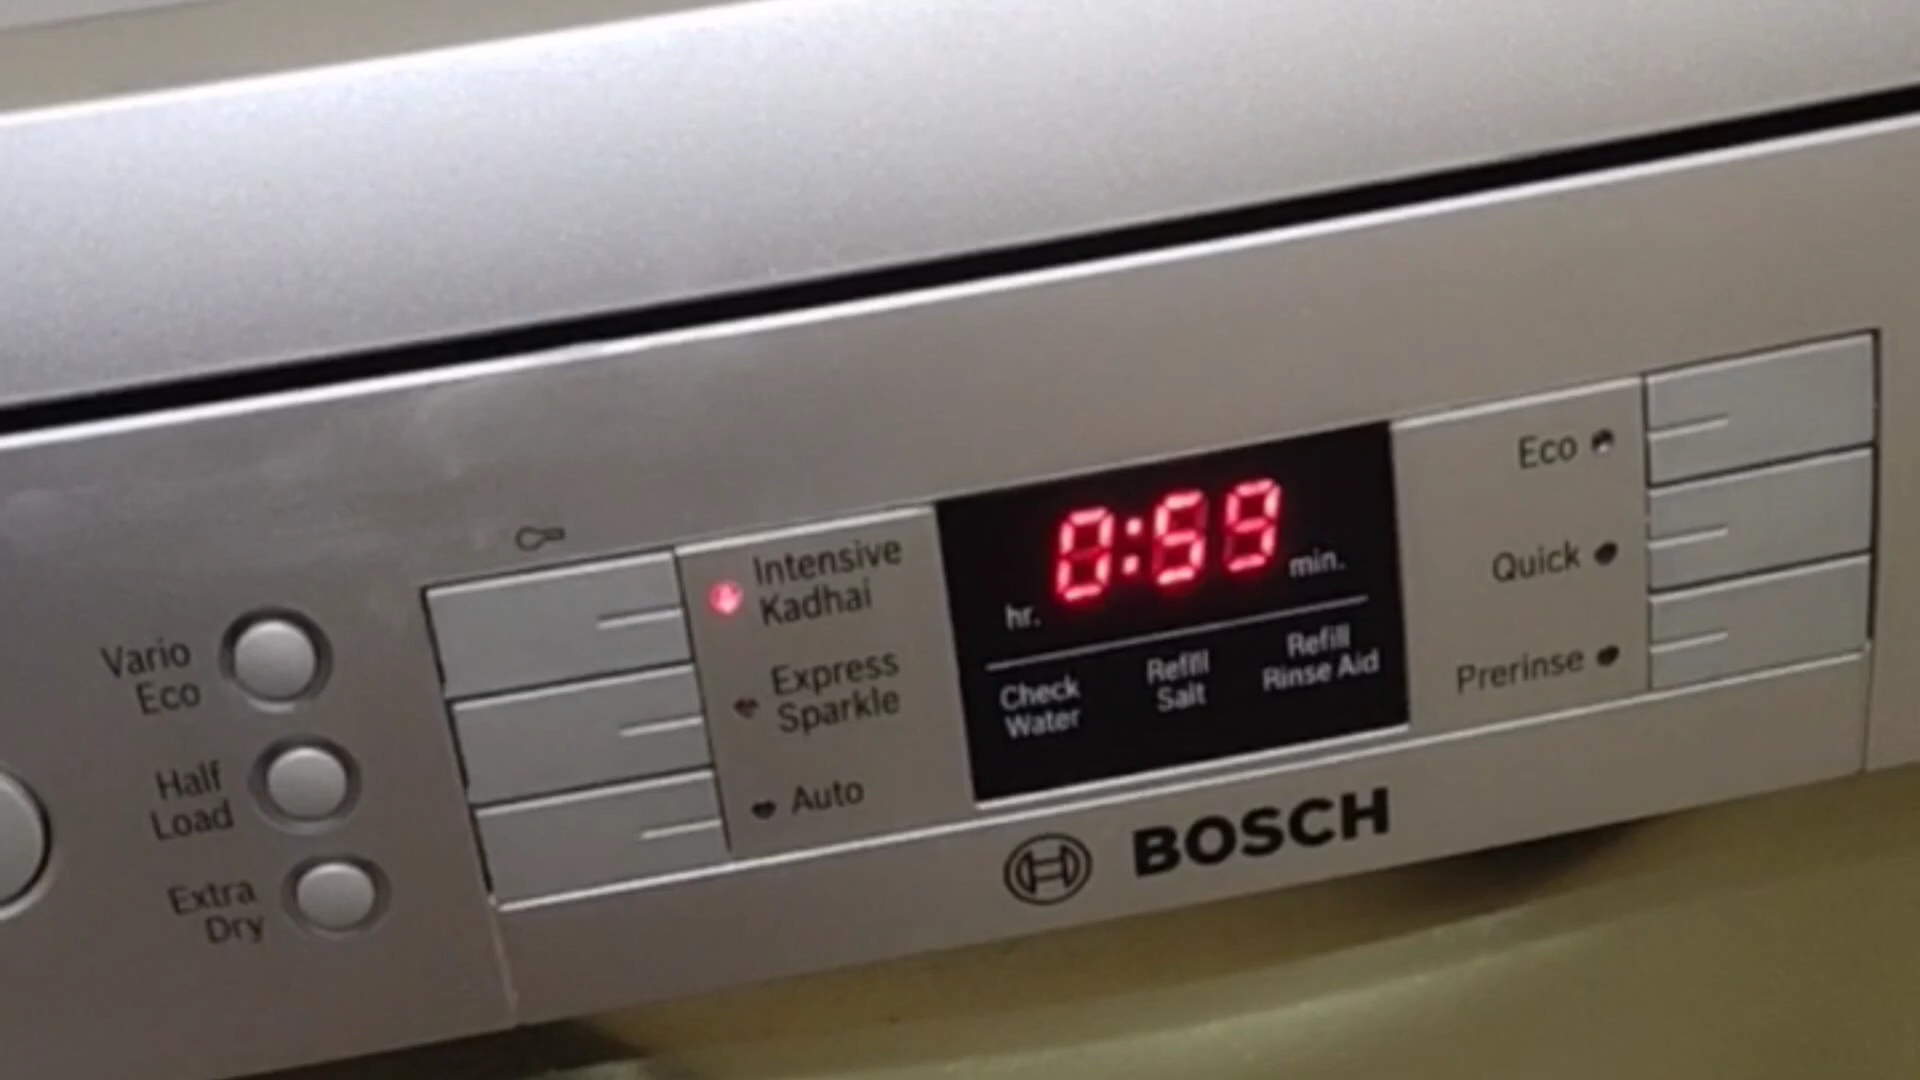 Vario
Eco
Half
Load
Extra
Dry
Intensive
Kadhai
Express
Sparkle
Auto
0:59
hr.
min.
Check
Water
Refill
Salt
Refill
Rinse Aid
Eco
Quick
Prerinse
BOSCH